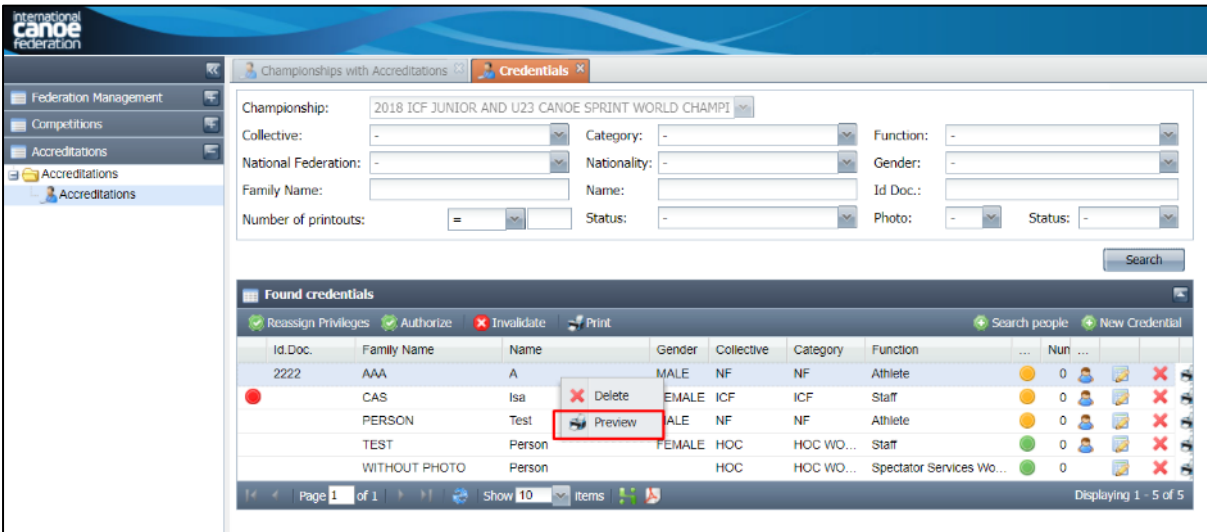 international
canoe
federation
Championships with Accreditations
Credentials
Federation Management
Competitions
Accreditations
Accreditations
Accreditations
Championship: 2018 ICF JUNIOR AND U23 CANOE SPRINT WORLD CHAMPI
Collective: - Category: - Function: -
National Federation: - Nationality: - Gender: -
Family Name: Name: Id Doc.:
Number of printouts: = Status: - Photo: - Status: -
Search
Found credentials
Reassign Privileges Authorize Invalidate Print Search people New Credential
Id.Doc. Family Name Name Gender Collective Category Function ... Nun ...
2222 AAA A MALE NF NF Athlete 0
CAS Isa FEMALE ICF ICF Staff 0
PERSON Test MALE NF NF Athlete 0
TEST Person FEMALE HOC HOC WO... Staff 0
WITHOUT PHOTO Person HOC HOC WO... Spectator Services Wo... 0
Delete
Preview
Page 1 of 1 Show 10 items Displaying 1 - 5 of 5